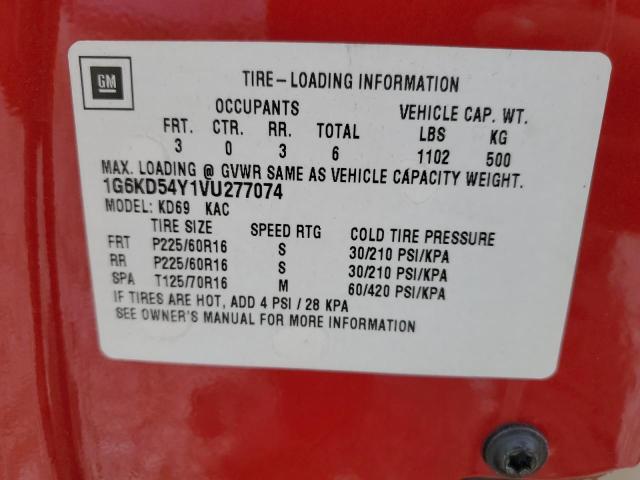 GM
TIRE-LOADING INFORMATION
OCCUPANTS VEHICLE CAP. WT.
FRT. CTR. RR. TOTAL LBS KG
3 0 3 6 1102 500
MAX. LOADING @ GVWR SAME AS VEHICLE CAPACITY WEIGHT.
1G6KD54Y1VU277074
MODEL: KD69 KAC
TIRE SIZE SPEED RTG COLD TIRE PRESSURE
FRT P225/60R16 S 30/210 PSI/KPA
RR P225/60R16 S 30/210 PSI/KPA
SPA T125/70R16 M 60/420 PSI/KPA
IF TIRES ARE HOT, ADD 4 PSI / 28 KPA
SEE OWNER'S MANUAL FOR MORE INFORMATION